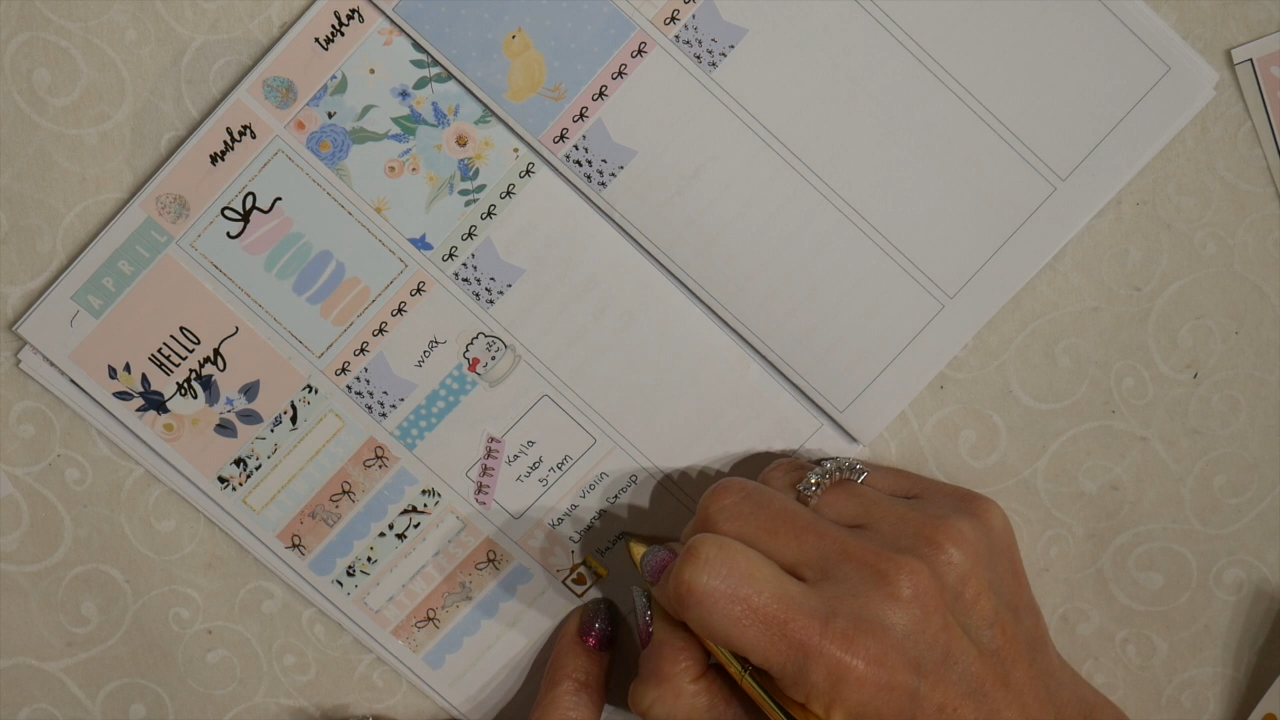 APRIL
HELLO
spring
monday
WORK
Kayla
Tutor
5-7pm
Kayla Violin
Church Group
tuesday